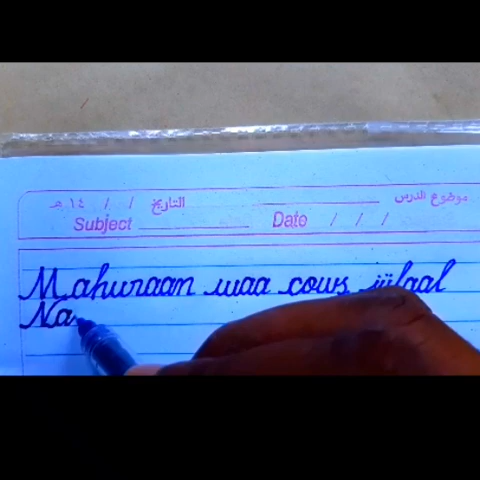 موضوع الدرس التاريخ / / ١٤ هـ
Subject Date / / /
Mahuraan waa cows jiilaal
Na